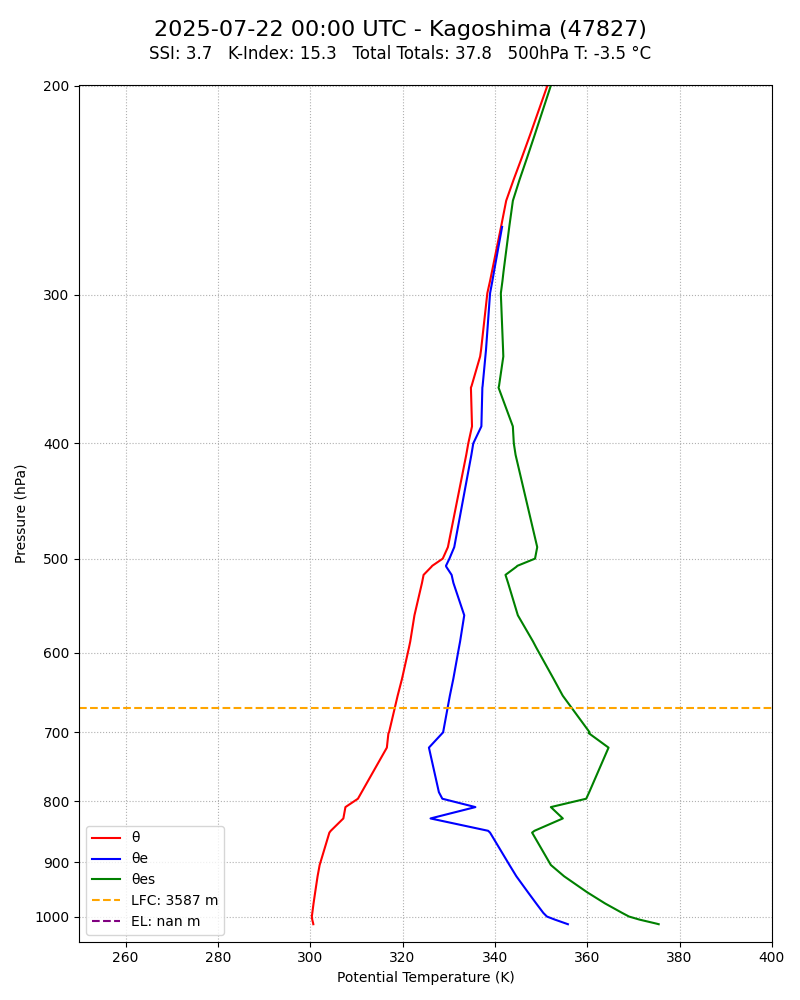 2025-07-22 00:00 UTC - Kagoshima (47827)
SSI: 3.7   K-Index: 15.3   Total Totals: 37.8   500hPa T: -3.5 °C
200
300
400
500
600
700
800
900
1000
Pressure (hPa)
θ
θe
θes
LFC: 3587 m
EL: nan m
260
280
300
320
340
360
380
400
Potential Temperature (K)